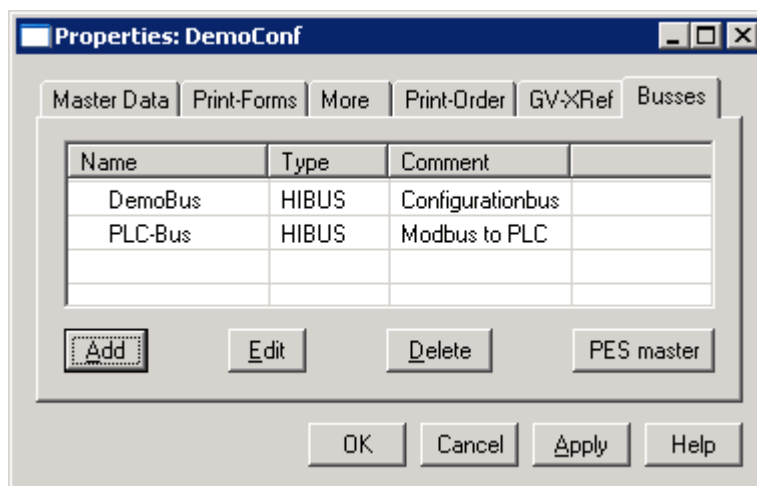 Properties: DemoConf
Master Data Print-Forms More Print-Order GV-XRef Busses
Name Type Comment
DemoBus HIBUS Configurationbus
PLC-Bus HIBUS Modbus to PLC
Add Edit Delete PES master
OK Cancel Apply Help